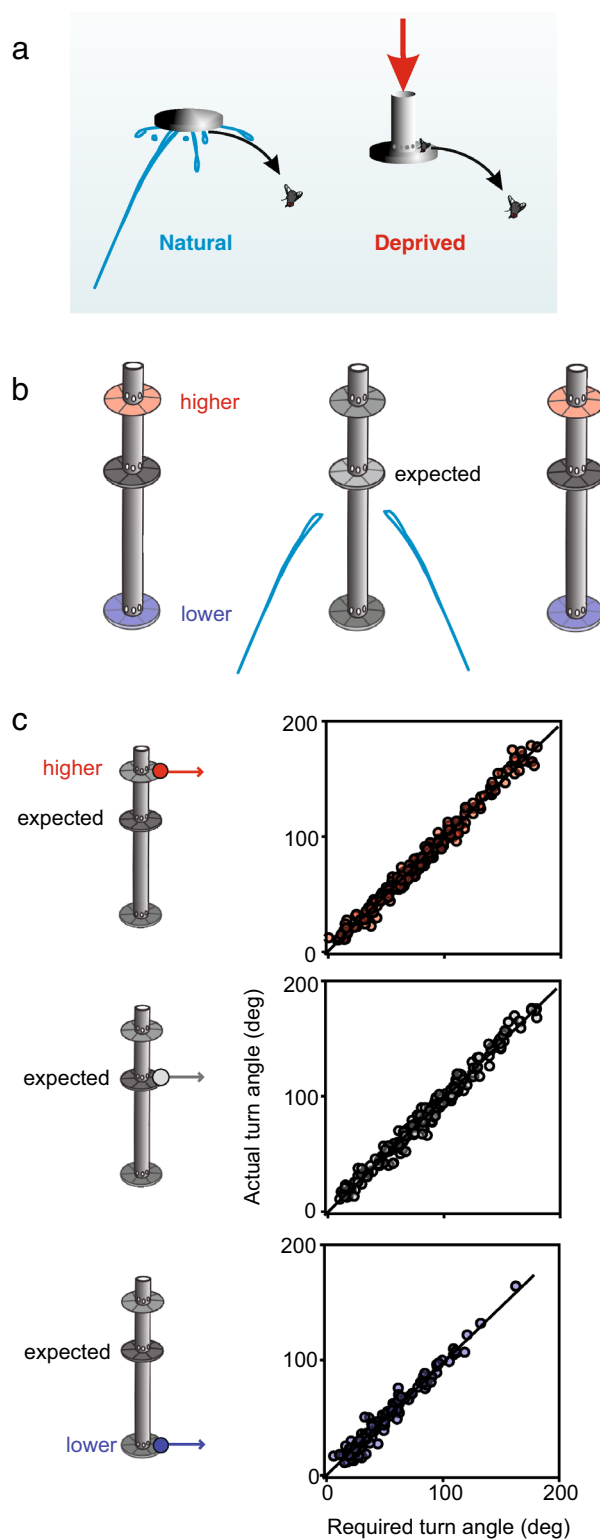 a
Natural
Deprived
b
higher
expected
lower
c
higher
expected
200
100
0
expected
Actual turn angle (deg)
200
100
0
expected
lower
200
100
0
0
100
200
Required turn angle (deg)